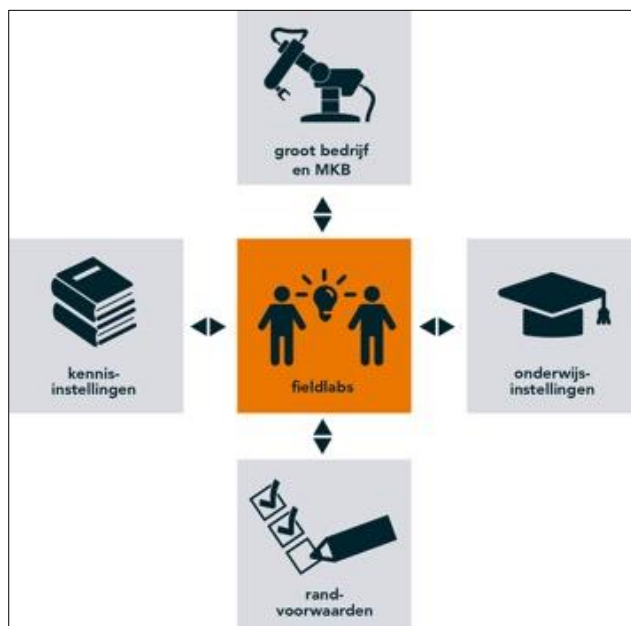 groot bedrijf
en MKB
kennis-
instellingen
fieldlabs
onderwijs-
instellingen
rand-
voorwaarden